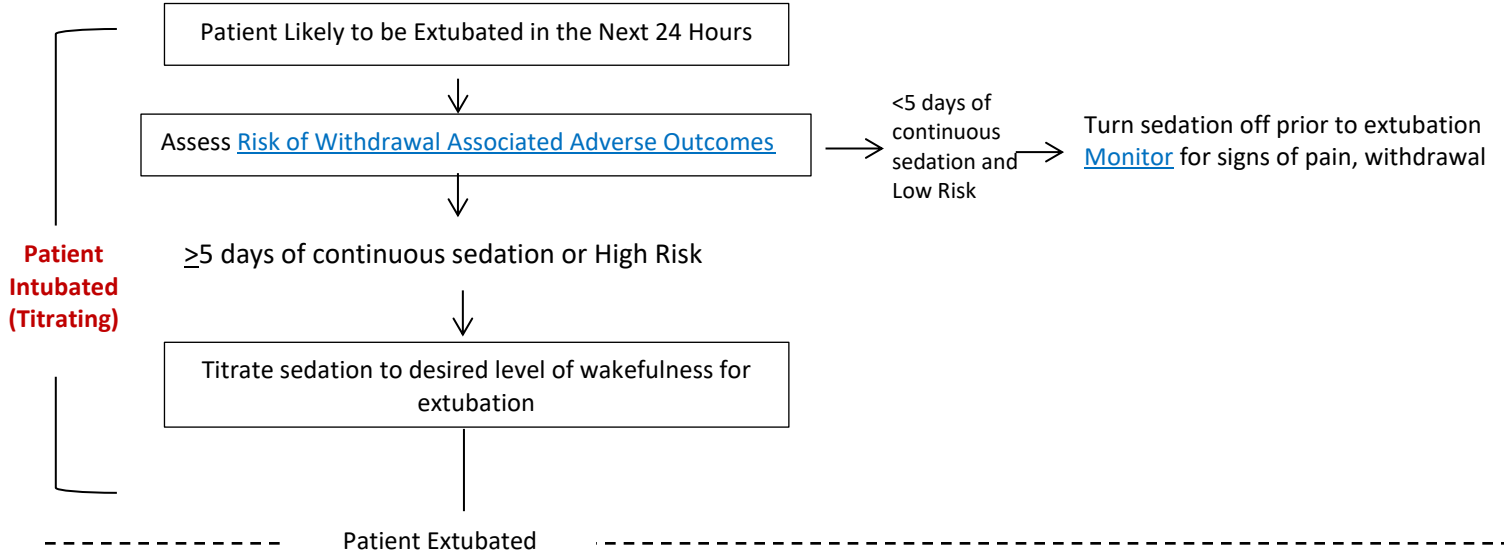 Patient Likely to be Extubated in the Next 24 Hours
Assess Risk of Withdrawal Associated Adverse Outcomes
<5 days of
continuous
sedation and
Low Risk
Turn sedation off prior to extubation
Monitor for signs of pain, withdrawal
Patient
Intubated
(Titrating)
≥5 days of continuous sedation or High Risk
Titrate sedation to desired level of wakefulness for
extubation
Patient Extubated